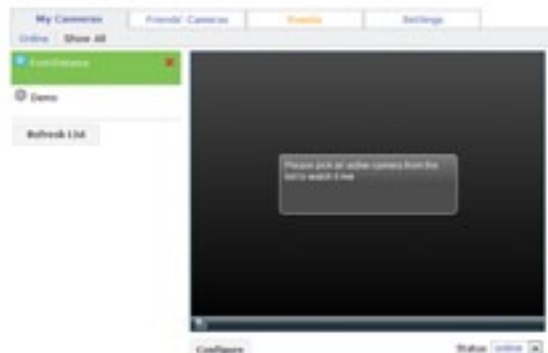 My Cameras Friends' Cameras Events Settings
Online Show All
Demo
Refresh List
Please pick an active camera from the
list to watch it live
Configure Status online